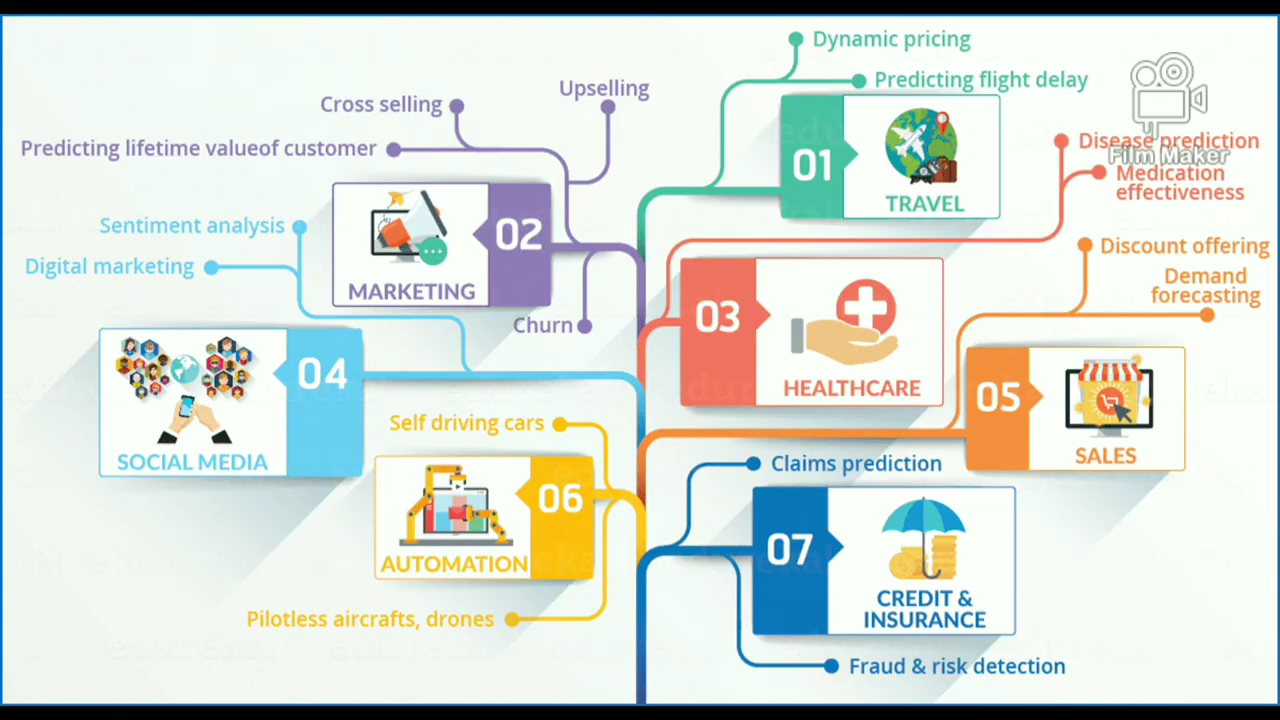 Dynamic pricing
Predicting flight delay
01
TRAVEL
Upselling
Cross selling
Predicting lifetime valueof customer
02
MARKETING
Churn
Disease prediction
Film Maker
Medication
effectiveness
03
HEALTHCARE
Sentiment analysis
Digital marketing
04
SOCIAL MEDIA
Discount offering
Demand
forecasting
05
SALES
Self driving cars
06
AUTOMATION
Pilotless aircrafts, drones
Claims prediction
07
CREDIT &
INSURANCE
Fraud & risk detection